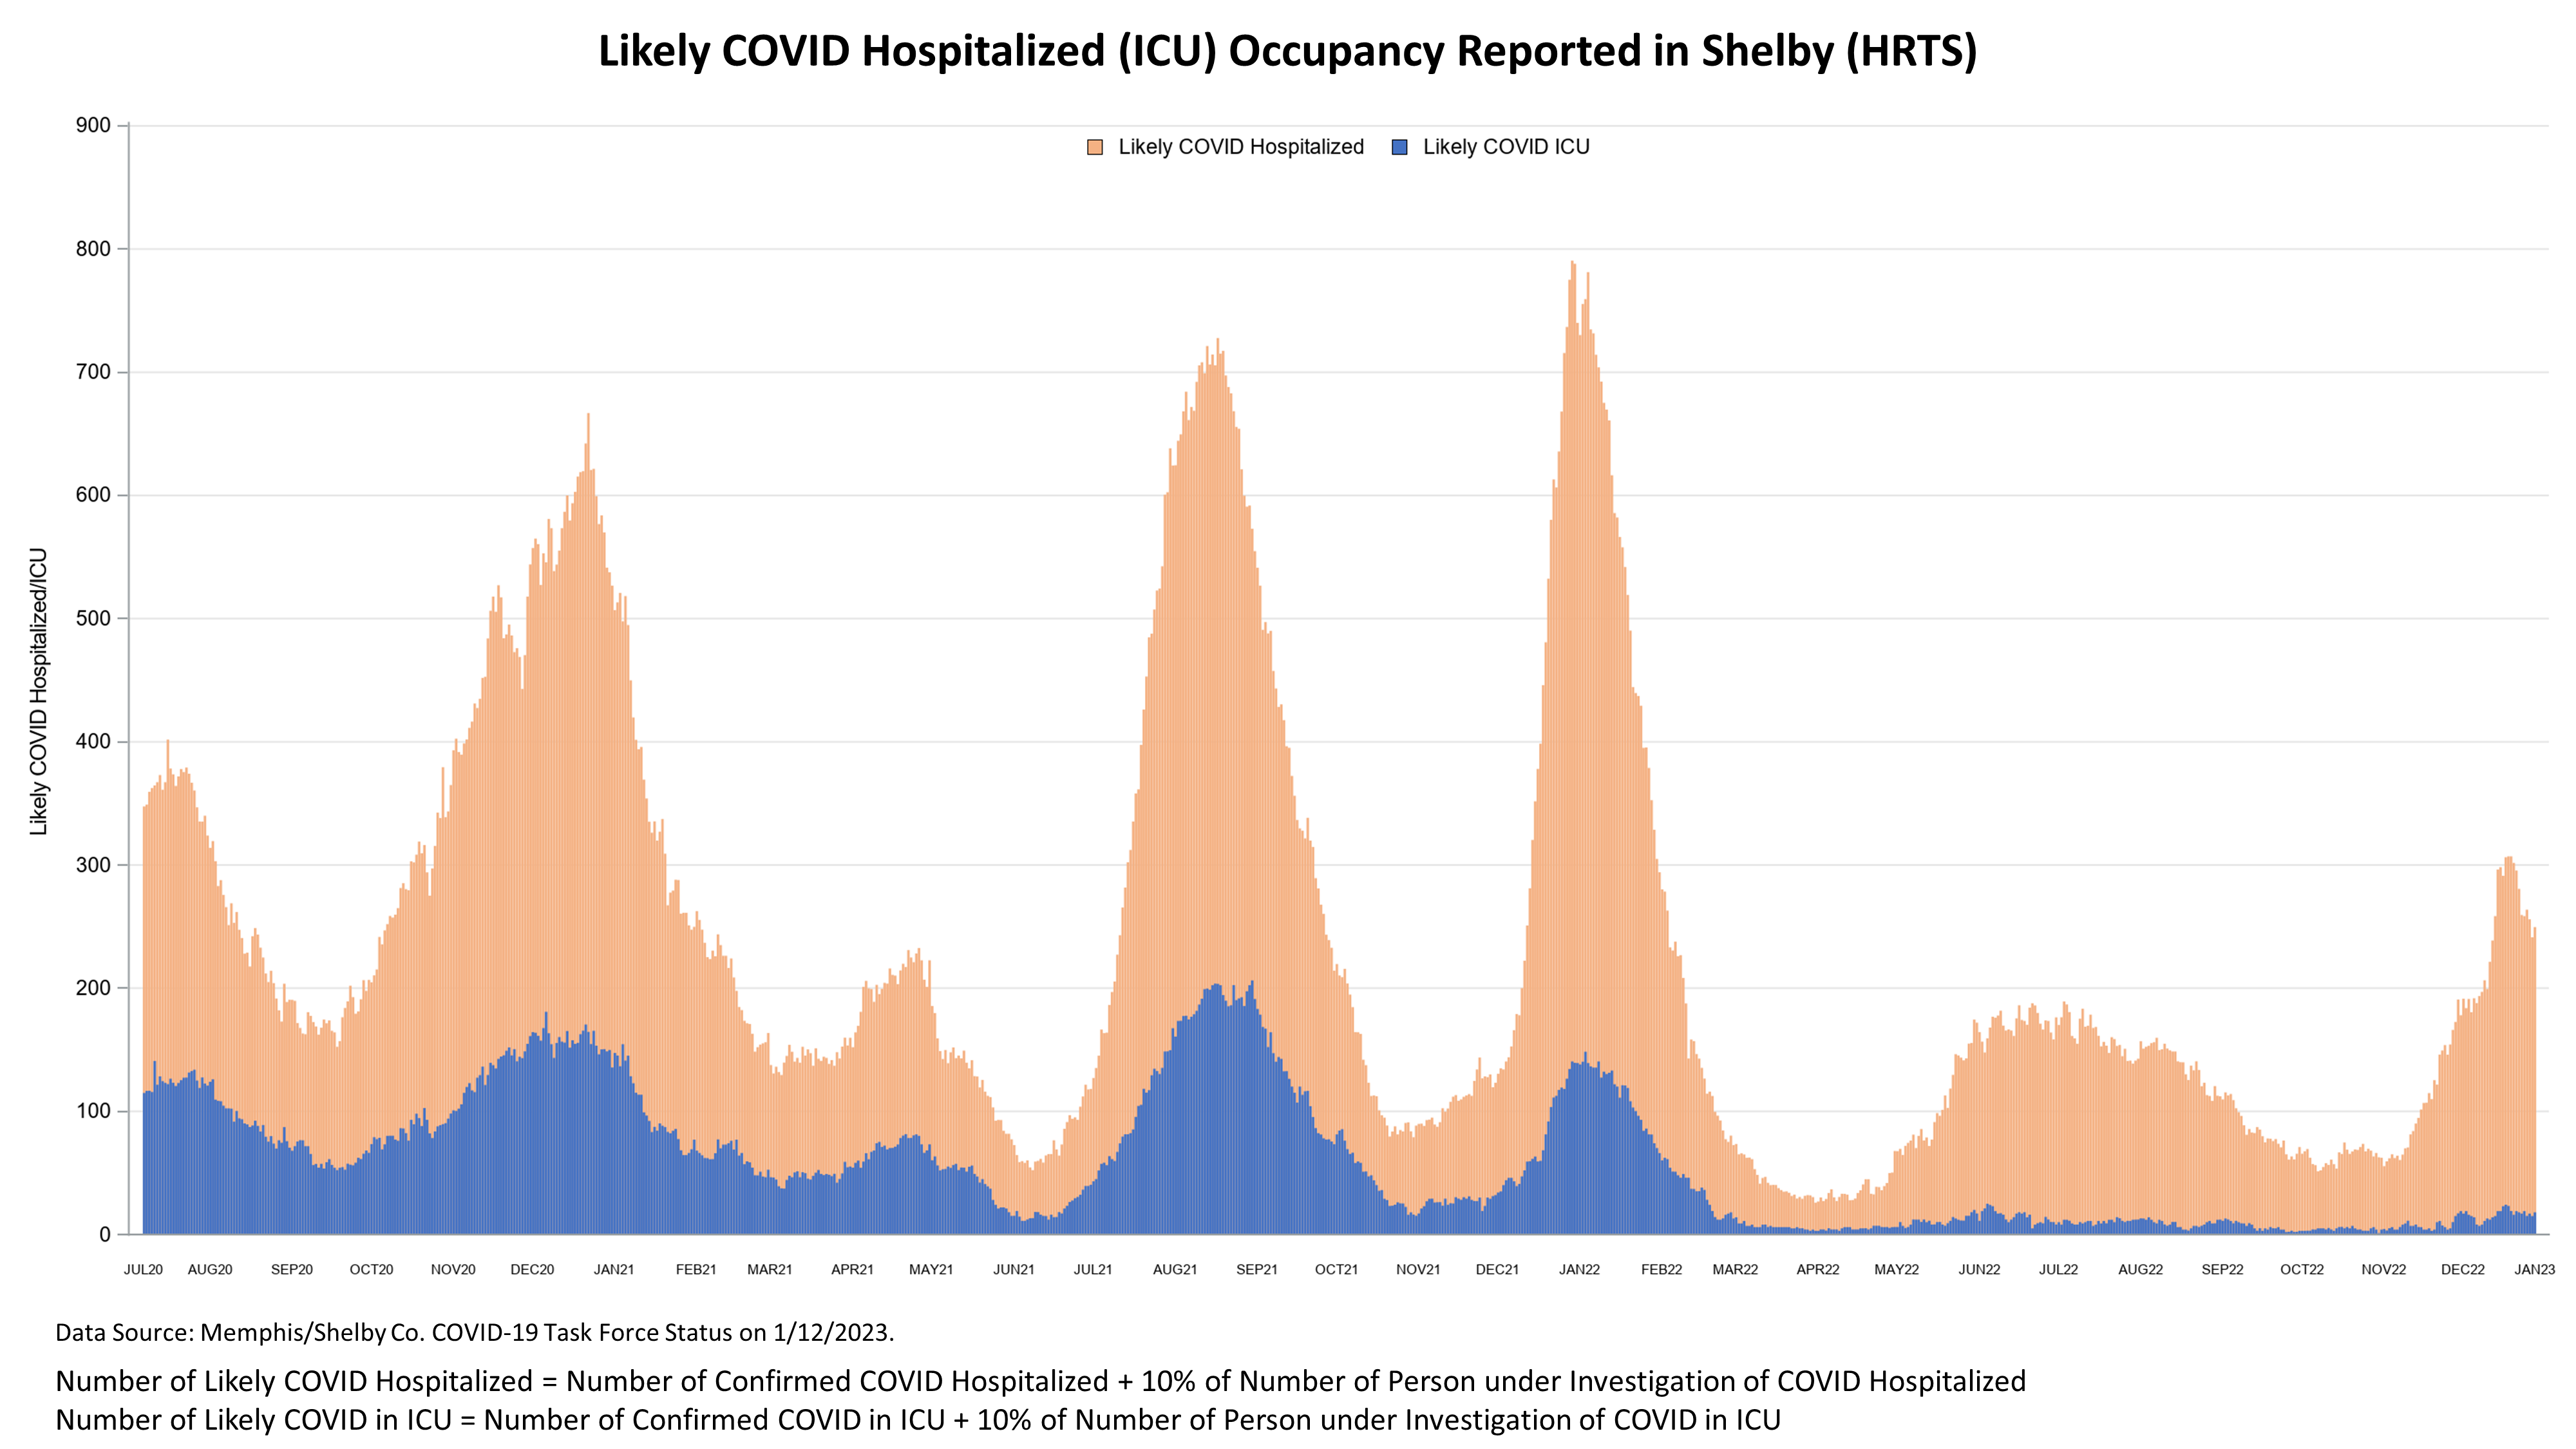 Likely COVID Hospitalized (ICU) Occupancy Reported in Shelby (HRTS)
Likely COVID Hospitalized
Likely COVID ICU
Likely COVID Hospitalized/ICU
900
800
700
600
500
400
300
200
100
0
JUL20 AUG20 SEP20 OCT20 NOV20 DEC20 JAN21 FEB21 MAR21 APR21 MAY21 JUN21 JUL21 AUG21 SEP21 OCT21 NOV21 DEC21 JAN22 FEB22 MAR22 APR22 MAY22 JUN22 JUL22 AUG22 SEP22 OCT22 NOV22 DEC22 JAN23
Data Source: Memphis/Shelby Co. COVID-19 Task Force Status on 1/12/2023.
Number of Likely COVID Hospitalized = Number of Confirmed COVID Hospitalized + 10% of Number of Person under Investigation of COVID Hospitalized
Number of Likely COVID in ICU = Number of Confirmed COVID in ICU + 10% of Number of Person under Investigation of COVID in ICU